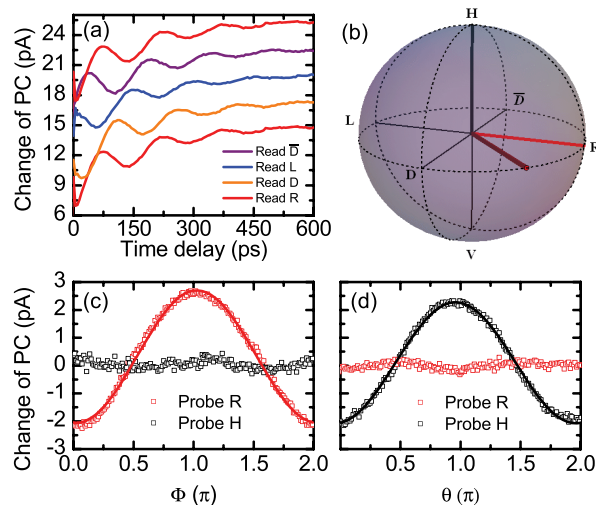 (a)
Change of PC (pA)
24
21
18
15
12
9
6
Read D̅
Read L
Read D
Read R
0 150 300 450 600
Time delay (ps)
(b)
H
D̅
L
R
D
V
(c)
Change of PC (pA)
3
2
1
0
-1
-2
-3
Probe R
Probe H
0.0 0.5 1.0 1.5 2.0
Φ (π)
(d)
Probe R
Probe H
0.5 1.0 1.5 2.0
θ (π)